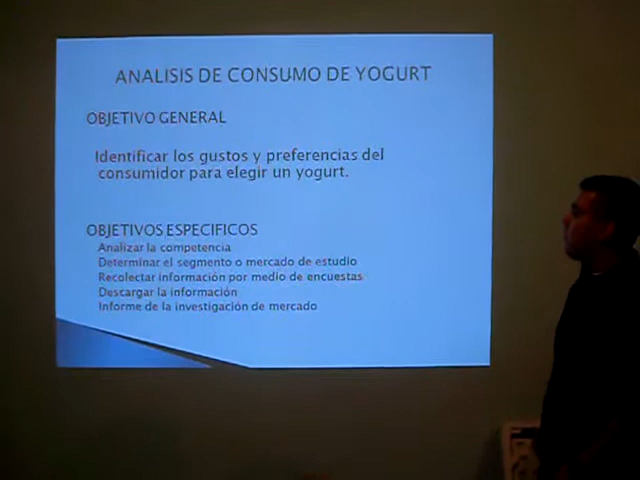 ANALISIS DE CONSUMO DE YOGURT
OBJETIVO GENERAL
Identificar los gustos y preferencias del
consumidor para elegir un yogurt.
OBJETIVOS ESPECIFICOS
Analizar la competencia
Determinar el segmento o mercado de estudio
Recolectar información por medio de encuestas
Descargar la información
Informe de la investigación de mercado